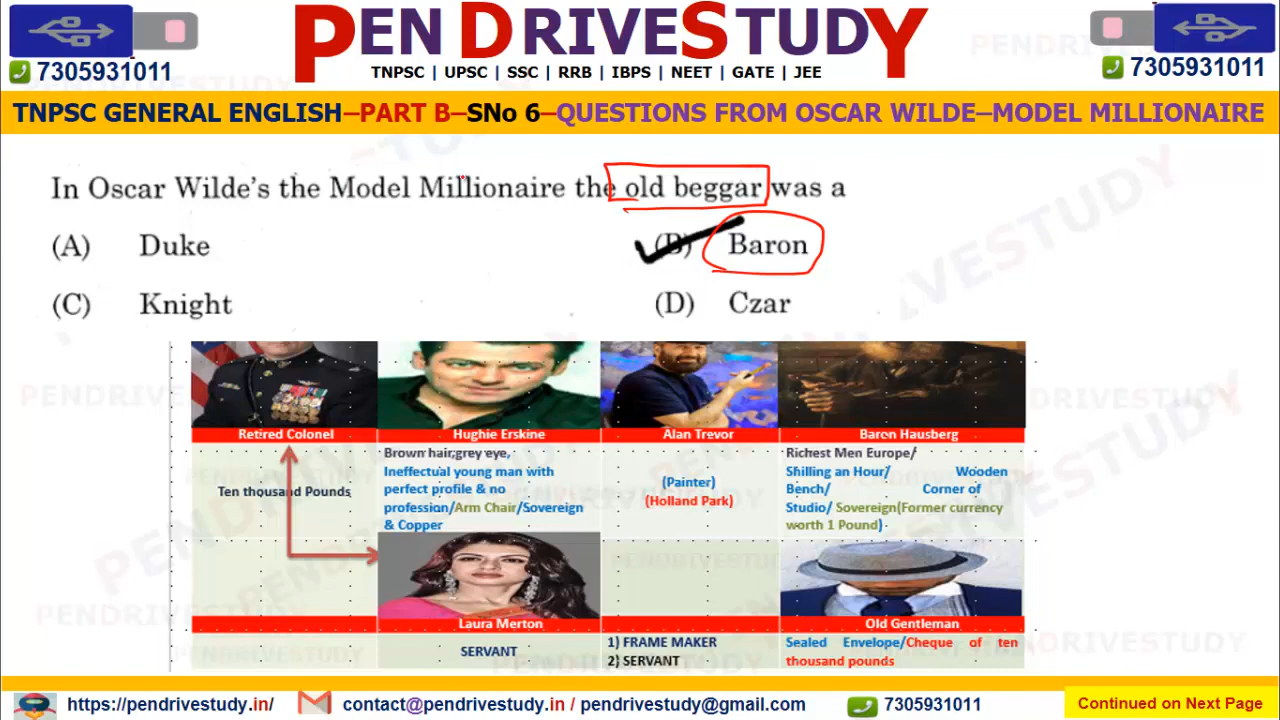 PENDRIVESTUDY
7305931011
TNPSC | UPSC | SSC | RRB | IBPS | NEET | GATE | JEE
7305931011
TNPSC GENERAL ENGLISH–PART B–SNo 6–QUESTIONS FROM OSCAR WILDE–MODEL MILLIONAIRE
In Oscar Wilde's the Model Millionaire the old beggar was a
(A) Duke
(B) Baron
(C) Knight
(D) Czar
Retired Colonel
Hughie Erskine
Alan Trevor
Baron Hausberg
Ten thousand Pounds
Brown hair,grey eye,
Ineffectual young man with
perfect profile & no
profession/Arm Chair/Sovereign
& Copper
(Painter)
(Holland Park)
Richest Men Europe/
Shilling an Hour/ Wooden
Bench/ Corner of
Studio/ Sovereign(Former currency
worth 1 Pound)
Laura Merton
Old Gentleman
SERVANT
1) FRAME MAKER
2) SERVANT
Sealed Envelope/Cheque of ten
thousand pounds
https://pendrivestudy.in/
contact@pendrivestudy.in / pendrivestudy@gmail.com
7305931011
Continued on Next Page